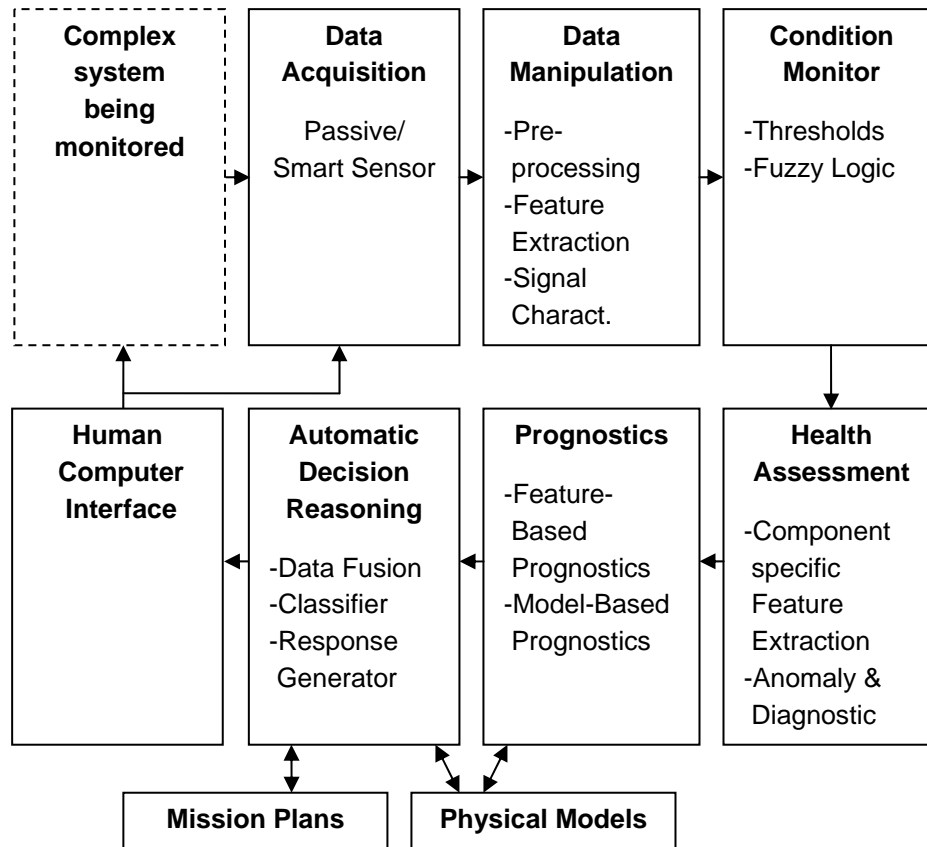 Complex
system
being
monitored
Data
Acquisition
Passive/
Smart Sensor
Data
Manipulation
-Pre-
processing
-Feature
Extraction
-Signal
Charact.
Condition
Monitor
-Thresholds
-Fuzzy Logic
Human
Computer
Interface
Automatic
Decision
Reasoning
-Data Fusion
-Classifier
-Response
Generator
Prognostics
-Feature-
Based
Prognostics
-Model-Based
Prognostics
Health
Assessment
-Component
specific
Feature
Extraction
-Anomaly &
Diagnostic
Mission Plans
Physical Models